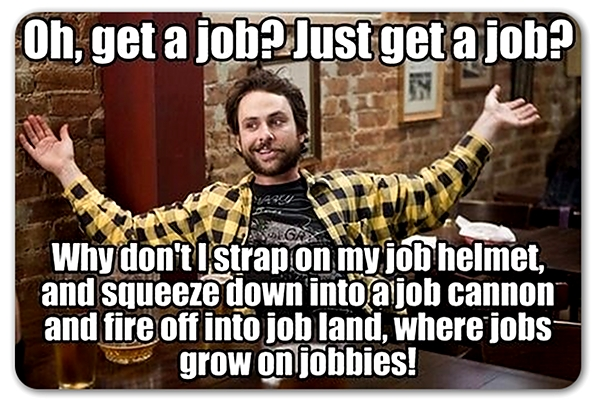 Oh, get a job? Just get a job?
Why don't I strap on my job helmet,
and squeeze down into a job cannon
and fire off into job land, where jobs
grow on jobbies!